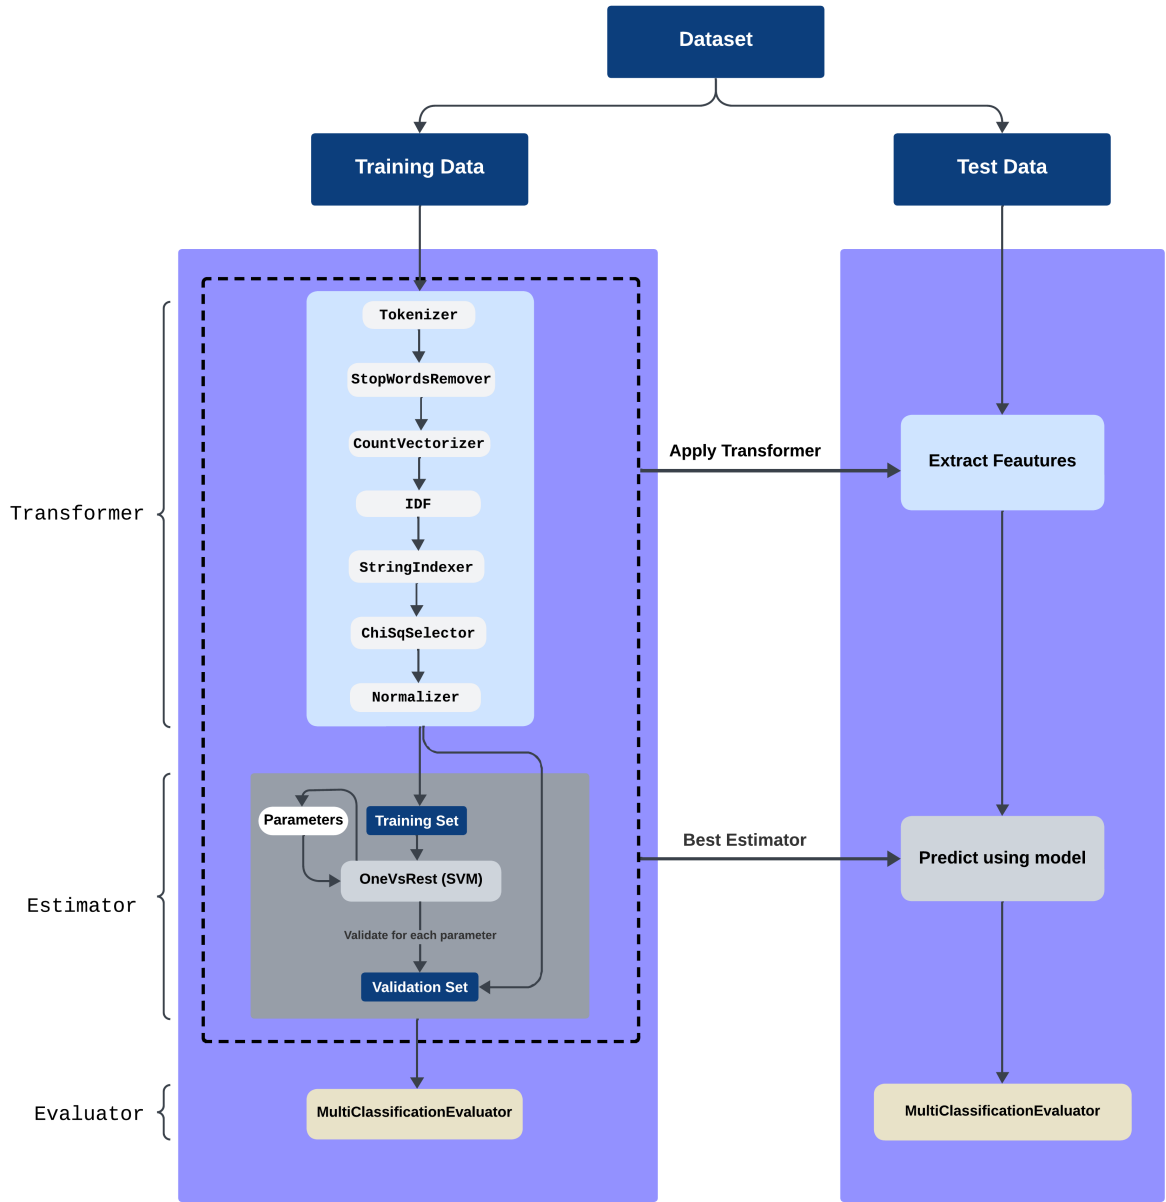 Dataset
Training Data
Test Data
Transformer
Tokenizer
StopWordsRemover
CountVectorizer
IDF
StringIndexer
ChiSqSelector
Normalizer
Apply Transformer
Extract Feautures
Estimator
Parameters
Training Set
OneVsRest (SVM)
Validate for each parameter
Validation Set
Best Estimator
Predict using model
Evaluator
MultiClassificationEvaluator
MultiClassificationEvaluator